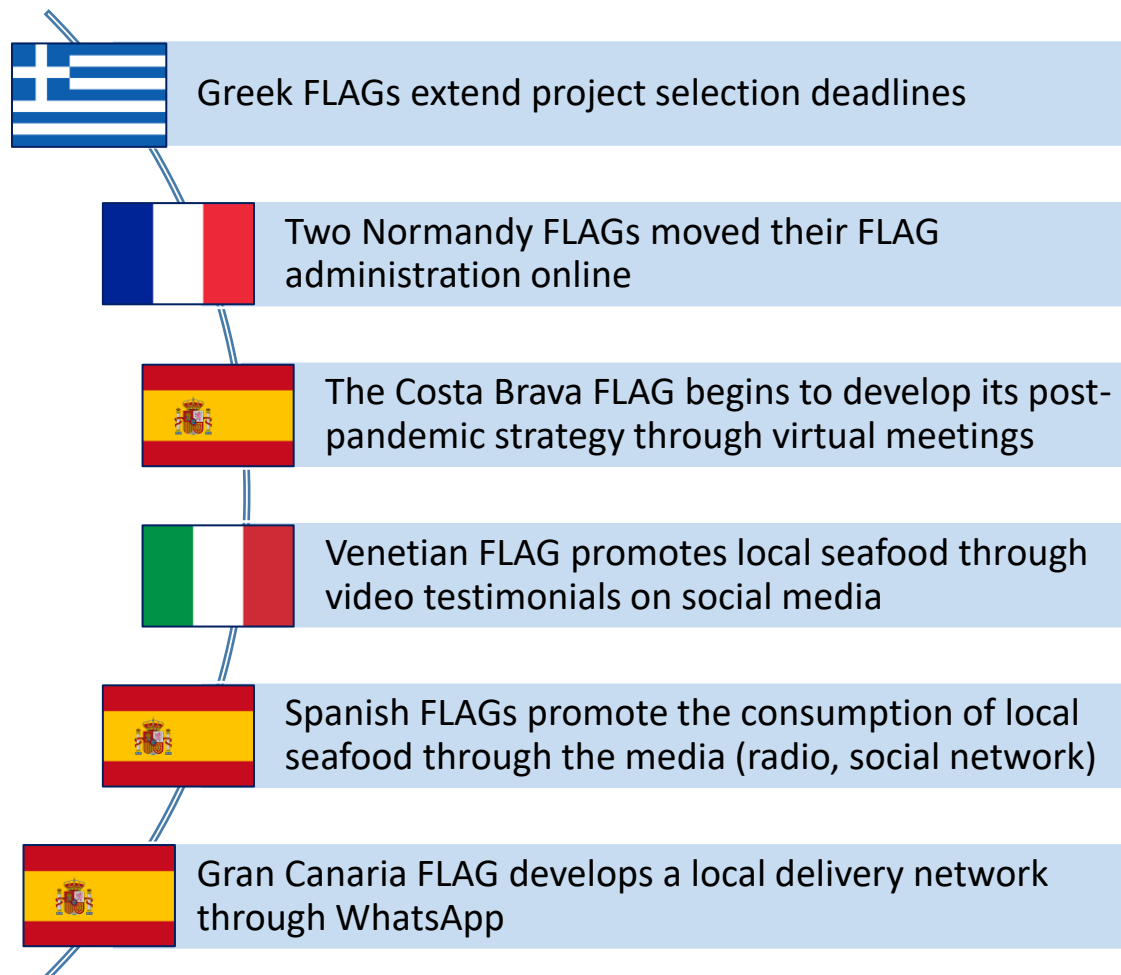 Greek FLAGs extend project selection deadlines
Two Normandy FLAGs moved their FLAG
administration online
The Costa Brava FLAG begins to develop its post-
pandemic strategy through virtual meetings
Venetian FLAG promotes local seafood through
video testimonials on social media
Spanish FLAGs promote the consumption of local
seafood through the media (radio, social network)
Gran Canaria FLAG develops a local delivery network
through WhatsApp